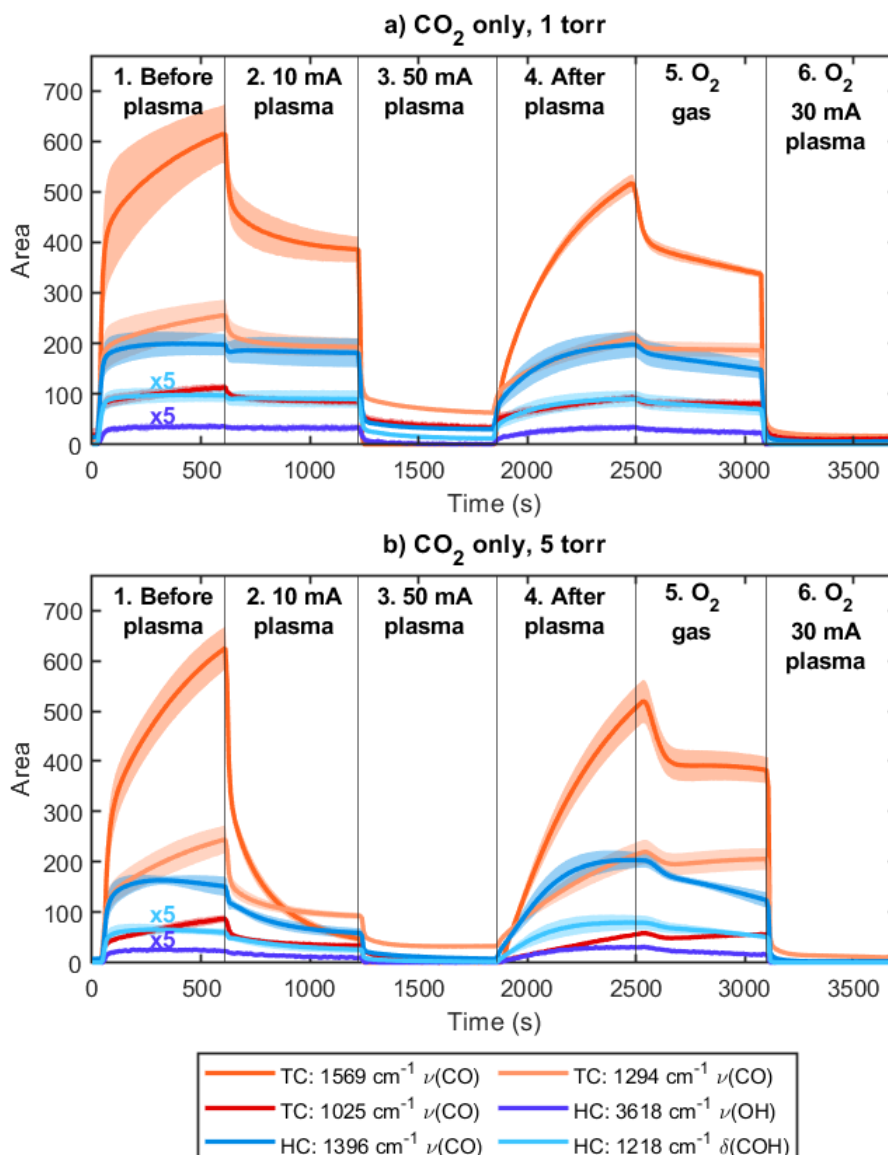 a) CO2 only, 1 torr
1. Before plasma
2. 10 mA plasma
3. 50 mA plasma
4. After plasma
5. O2 gas
6. O2 30 mA plasma
Area
700
600
500
400
300
200
100
0
x5
x5
0 500 1000 1500 2000 2500 3000 3500
Time (s)
b) CO2 only, 5 torr
1. Before plasma
2. 10 mA plasma
3. 50 mA plasma
4. After plasma
5. O2 gas
6. O2 30 mA plasma
Area
700
600
500
400
300
200
100
0
x5
x5
0 500 1000 1500 2000 2500 3000 3500
Time (s)
TC: 1569 cm-1 ν(CO)
TC: 1294 cm-1 ν(CO)
TC: 1025 cm-1 ν(CO)
HC: 3618 cm-1 ν(OH)
HC: 1396 cm-1 ν(CO)
HC: 1218 cm-1 δ(COH)